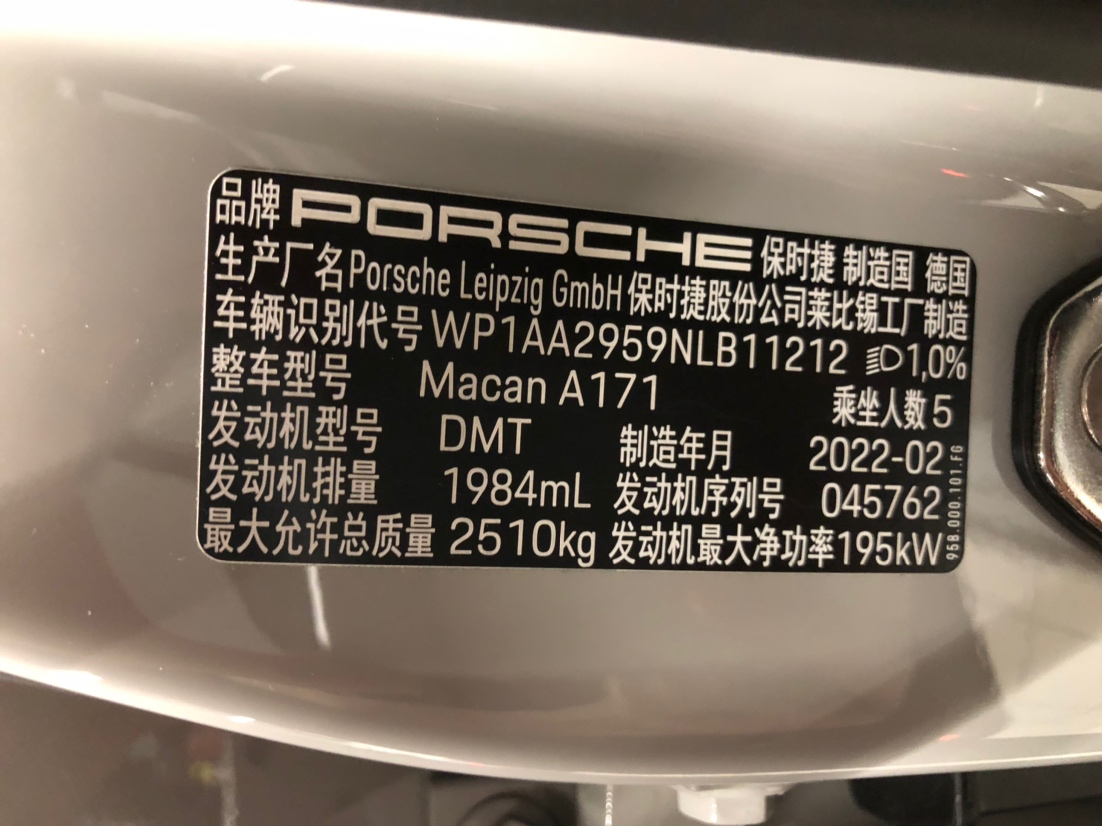 品牌 PORSCHE 保时捷 制造国 德国
生产厂名 Porsche Leipzig GmbH 保时捷股份公司莱比锡工厂制造
车辆识别代号 WP1AA2959NLB11212 1,0%
整车型号 Macan A171 乘坐人数 5
发动机型号 DMT 制造年月 2022-02
发动机排量 1984mL 发动机序列号 045762
最大允许总质量 2510kg 发动机最大净功率 195kW
958.000.101.FG